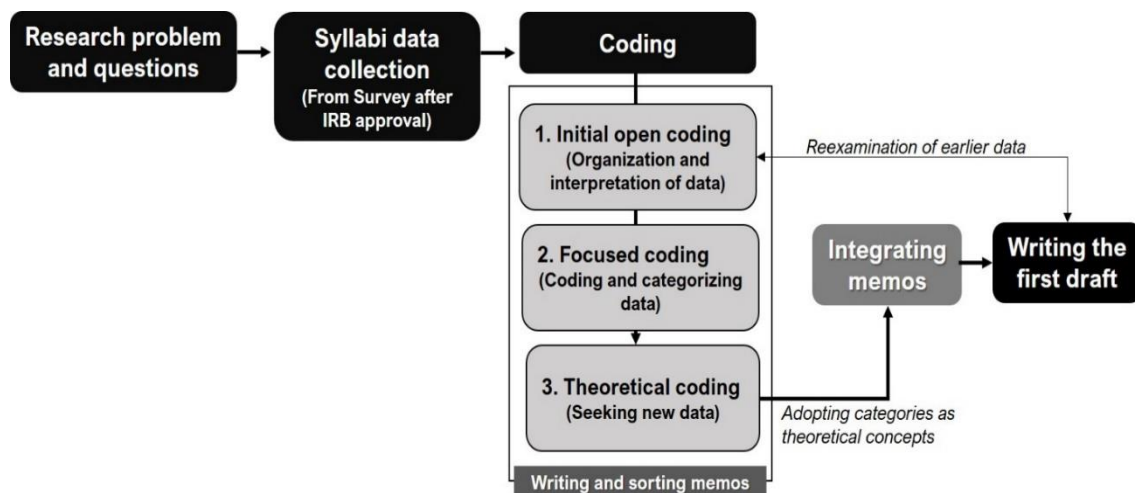 Research problem
and questions
Syllabi data
collection
(From Survey after
IRB approval)
Coding
1. Initial open coding
(Organization and
interpretation of data)
Reexamination of earlier data
2. Focused coding
(Coding and categorizing
data)
Integrating
memos
Writing the
first draft
3. Theoretical coding
(Seeking new data)
Adopting categories as
theoretical concepts
Writing and sorting memos